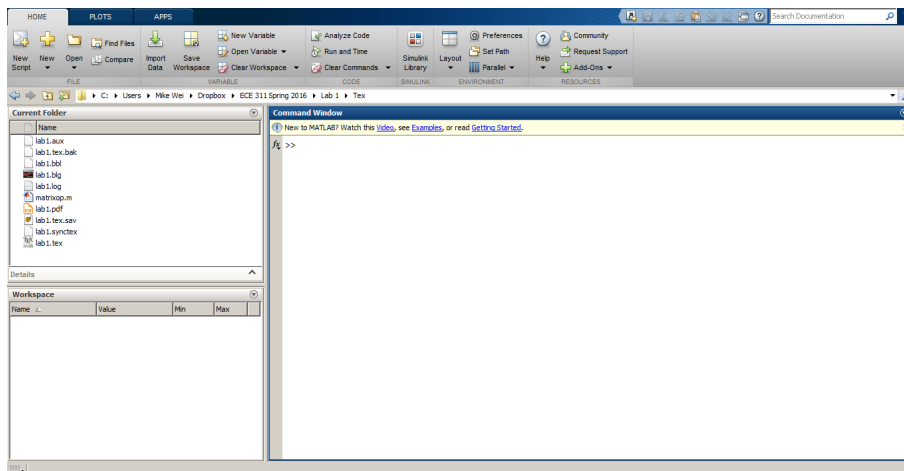 HOME PLOTS APPS Search Documentation
New Script New Open Find Files Compare Import Data Save Workspace New Variable Open Variable Clear Workspace Analyze Code Run and Time Clear Commands Simulink Library Layout Preferences Set Path Parallel Help Community Request Support Add-Ons
FILE VARIABLE CODE SIMULINK ENVIRONMENT RESOURCES
C: Users Mike Wei Dropbox ECE 311 Spring 2016 Lab 1 Tex
Current Folder
Name
lab1.aux
lab1.tex.bak
lab1.bbl
lab1.blg
lab1.log
matrixop.m
lab1.pdf
lab1.tex.sav
lab1.synctex
lab1.tex
Details
Workspace
Name Value Min Max
Command Window
New to MATLAB? Watch this Video, see Examples, or read Getting Started.
fx >>